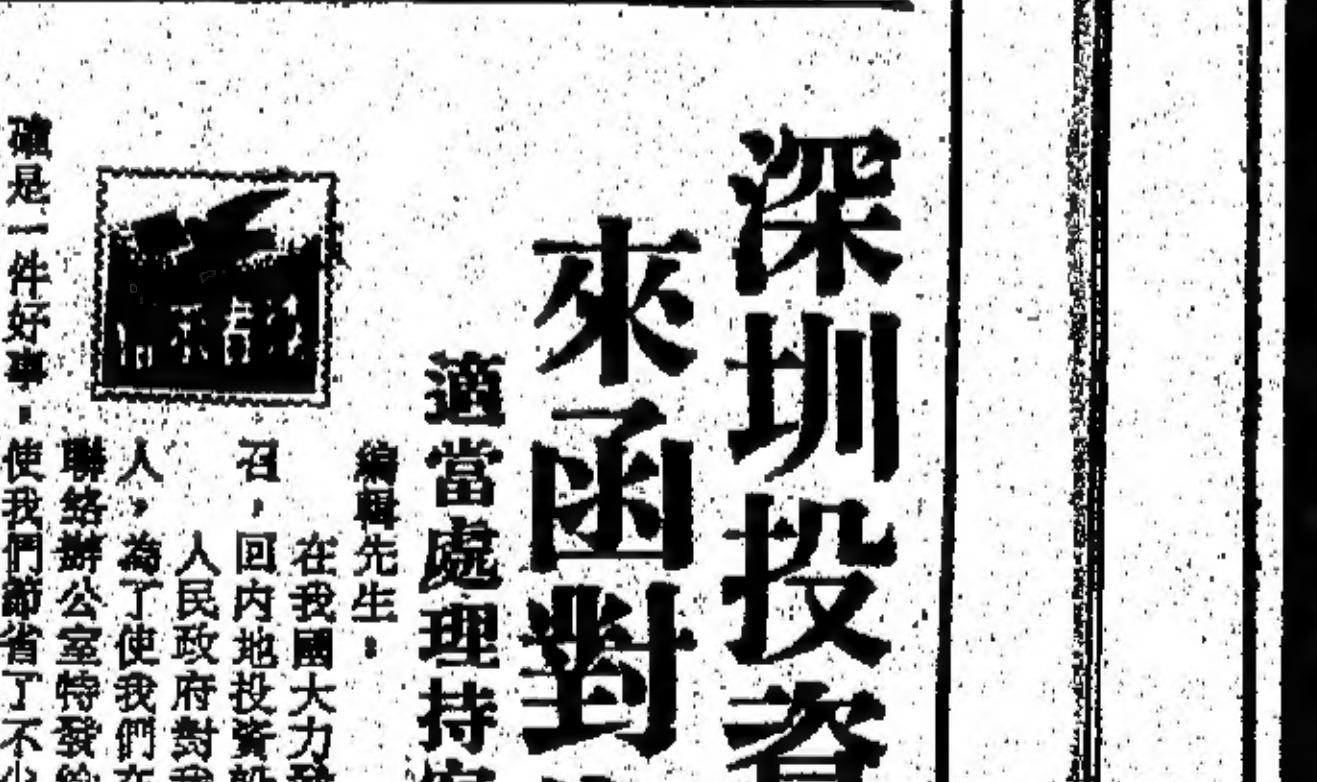 深圳投資
來函對
適當處理持
編輯先生：
在我國大力發
召，回內地投資設
人民政府對我
人，為了使我們在
聯絡辦公室特發給
確是一件好事。使我們節省了不少